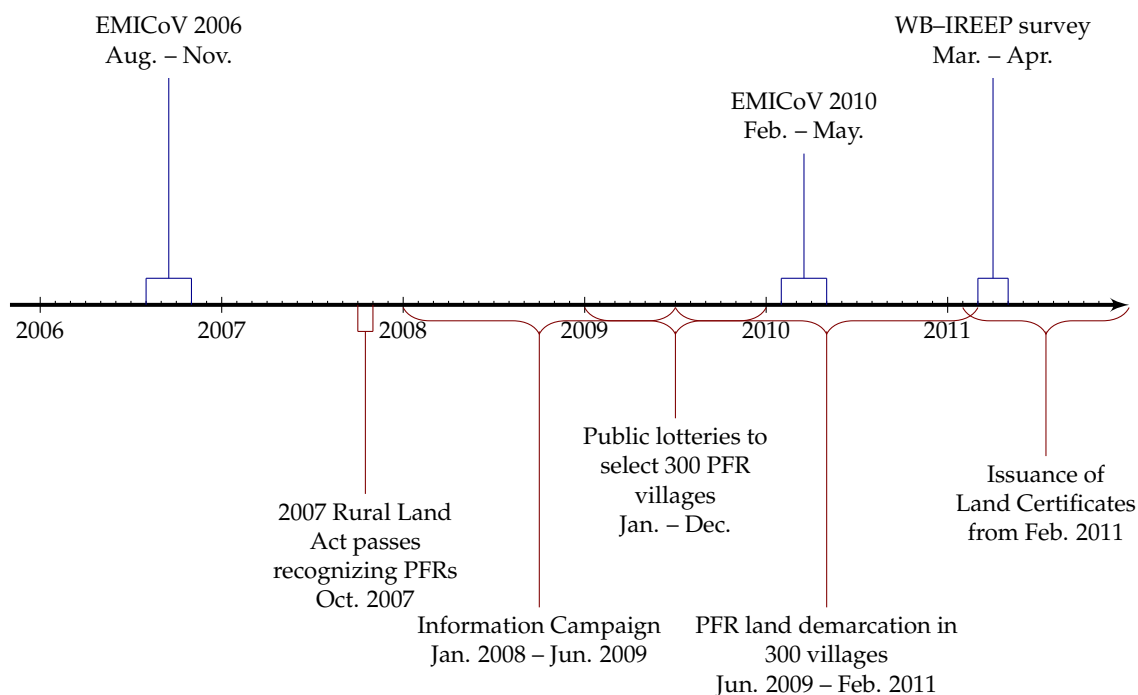 EMICoV 2006
Aug. – Nov.
WB–IREEP survey
Mar. – Apr.
EMICoV 2010
Feb. – May.
2006
2007
2008
2009
2010
2011
Public lotteries to
select 300 PFR
villages
Jan. – Dec.
Issuance of
Land Certificates
from Feb. 2011
2007 Rural Land
Act passes
recognizing PFRs
Oct. 2007
Information Campaign
Jan. 2008 – Jun. 2009
PFR land demarcation in
300 villages
Jun. 2009 – Feb. 2011